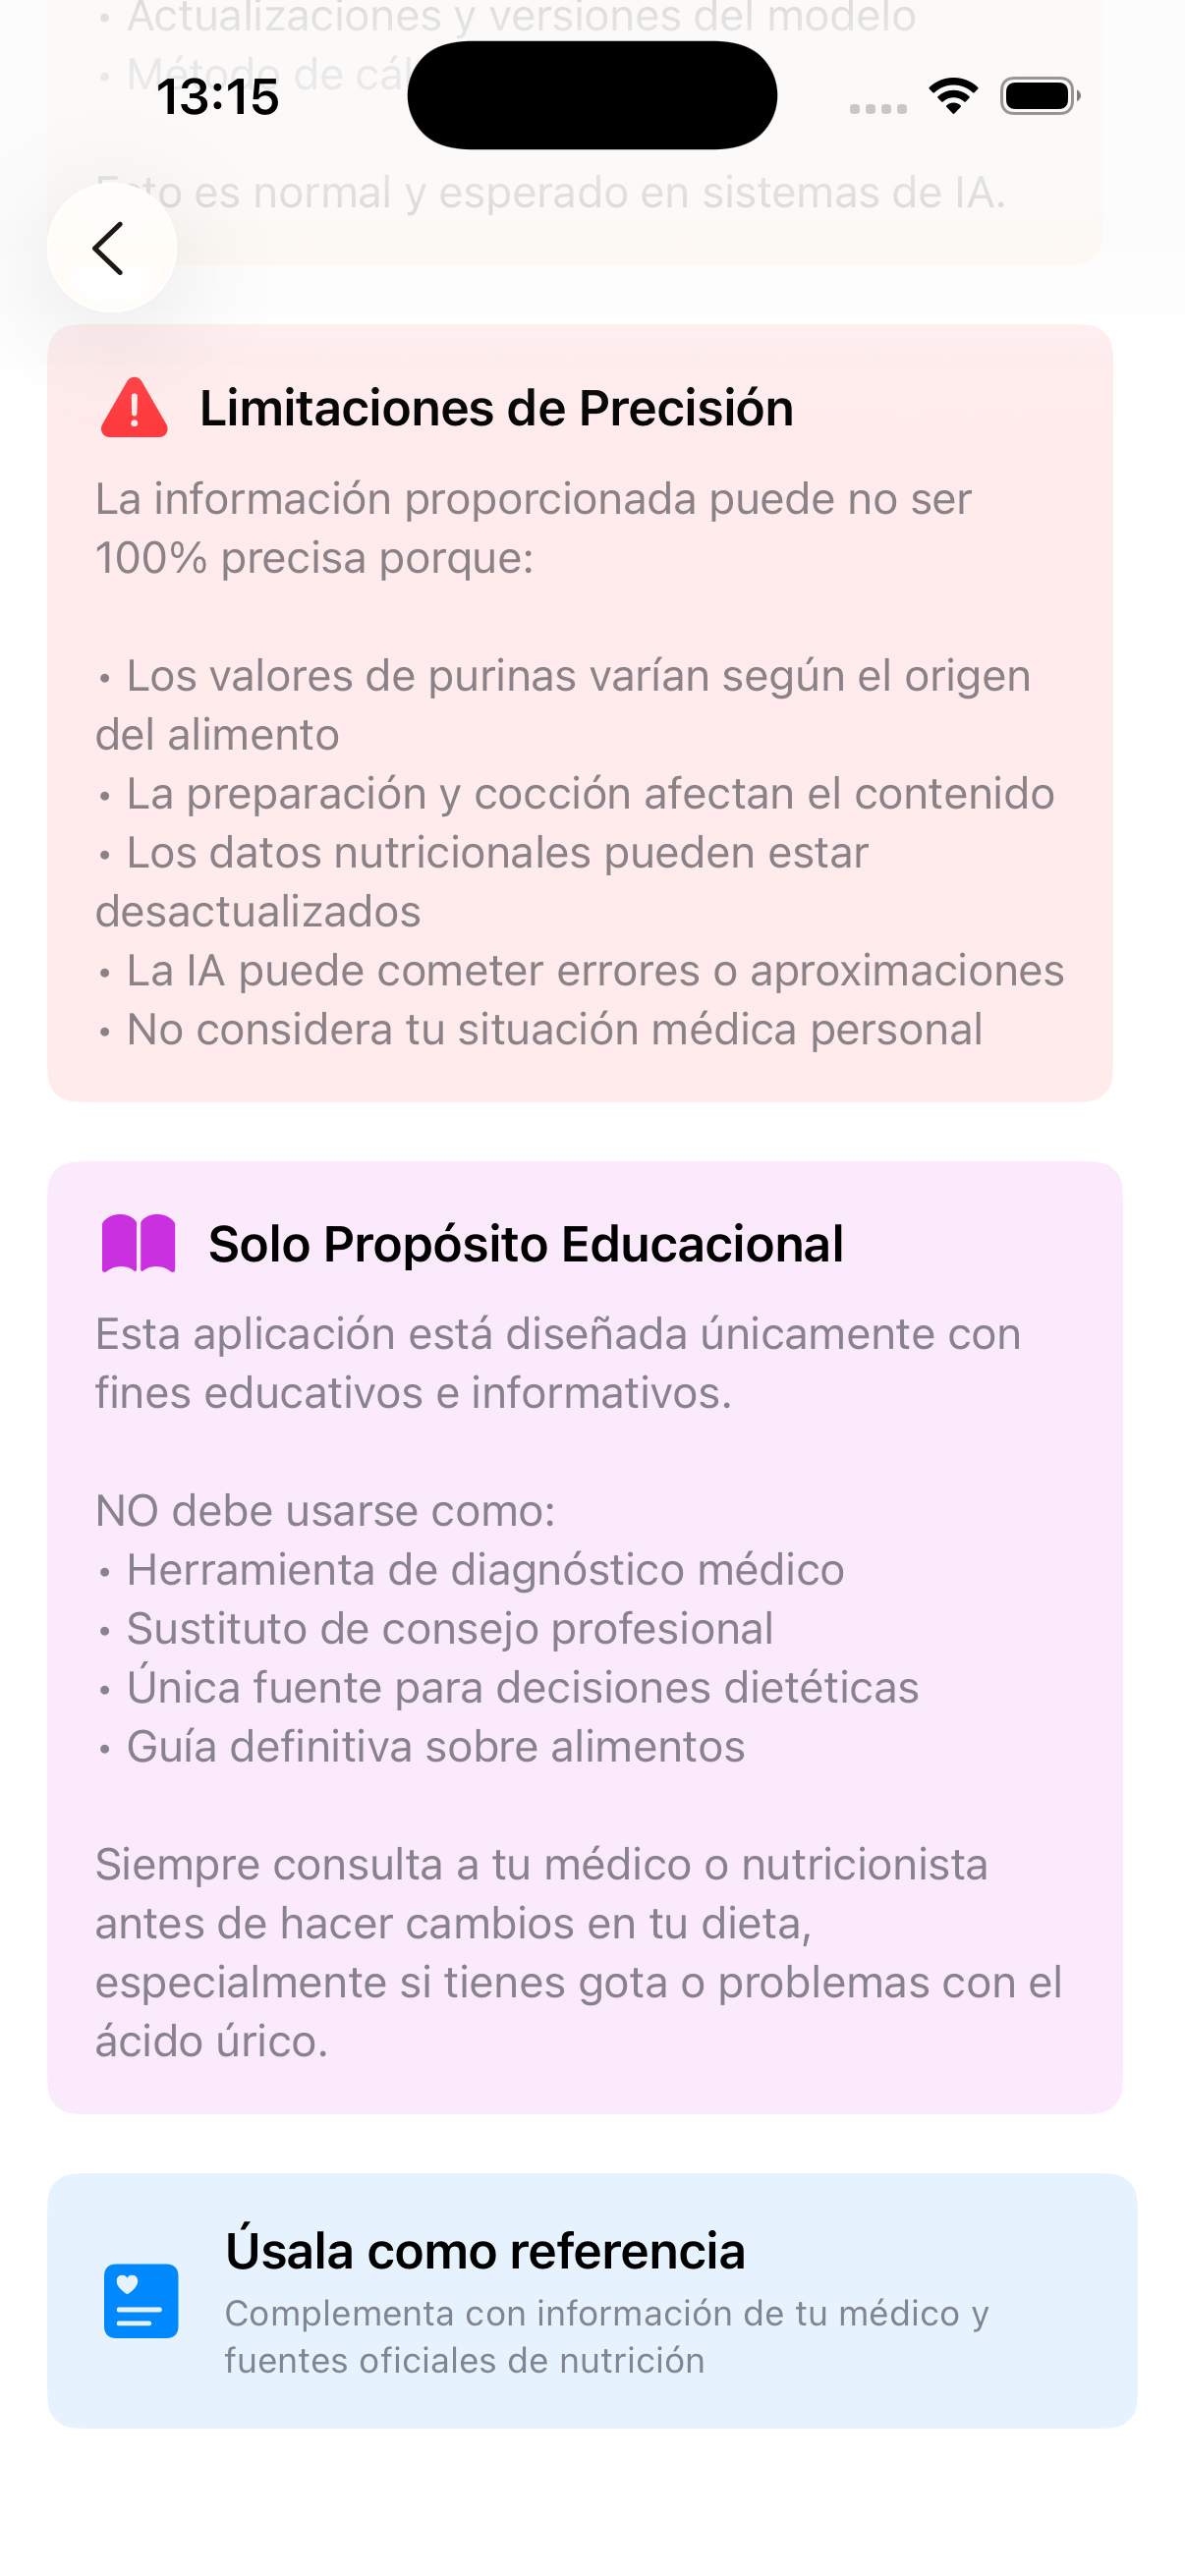 • Actualizaciones y versiones del modelo
• Método de cál
13:15
Esto es normal y esperado en sistemas de IA.
Limitaciones de Precisión
La información proporcionada puede no ser
100% precisa porque:
• Los valores de purinas varían según el origen
del alimento
• La preparación y cocción afectan el contenido
• Los datos nutricionales pueden estar
desactualizados
• La IA puede cometer errores o aproximaciones
• No considera tu situación médica personal
Solo Propósito Educacional
Esta aplicación está diseñada únicamente con
fines educativos e informativos.
NO debe usarse como:
• Herramienta de diagnóstico médico
• Sustituto de consejo profesional
• Única fuente para decisiones dietéticas
• Guía definitiva sobre alimentos
Siempre consulta a tu médico o nutricionista
antes de hacer cambios en tu dieta,
especialmente si tienes gota o problemas con el
ácido úrico.
Úsala como referencia
Complementa con información de tu médico y
fuentes oficiales de nutrición